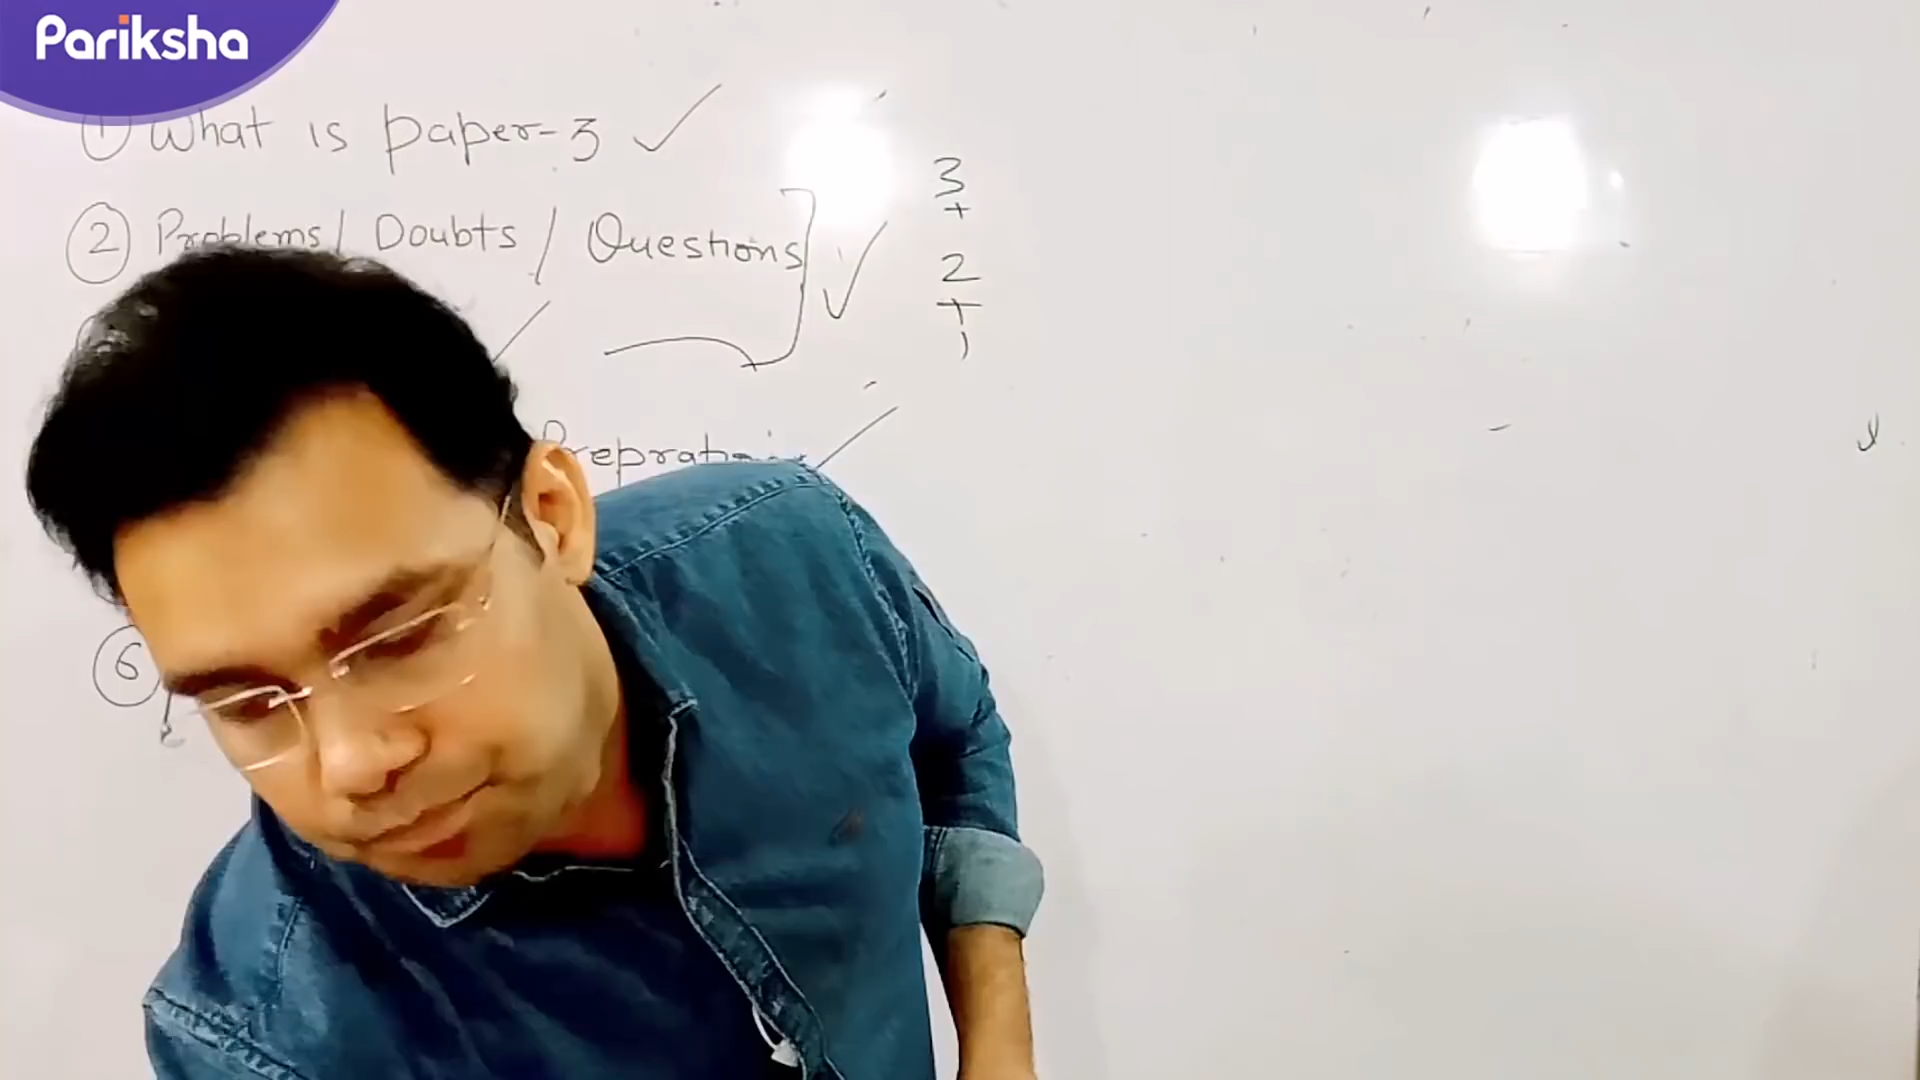 Pariksha
① What is paper-3 ✓
② Problems / Doubts / Questions ✓
3
+
2
+
1
⑥